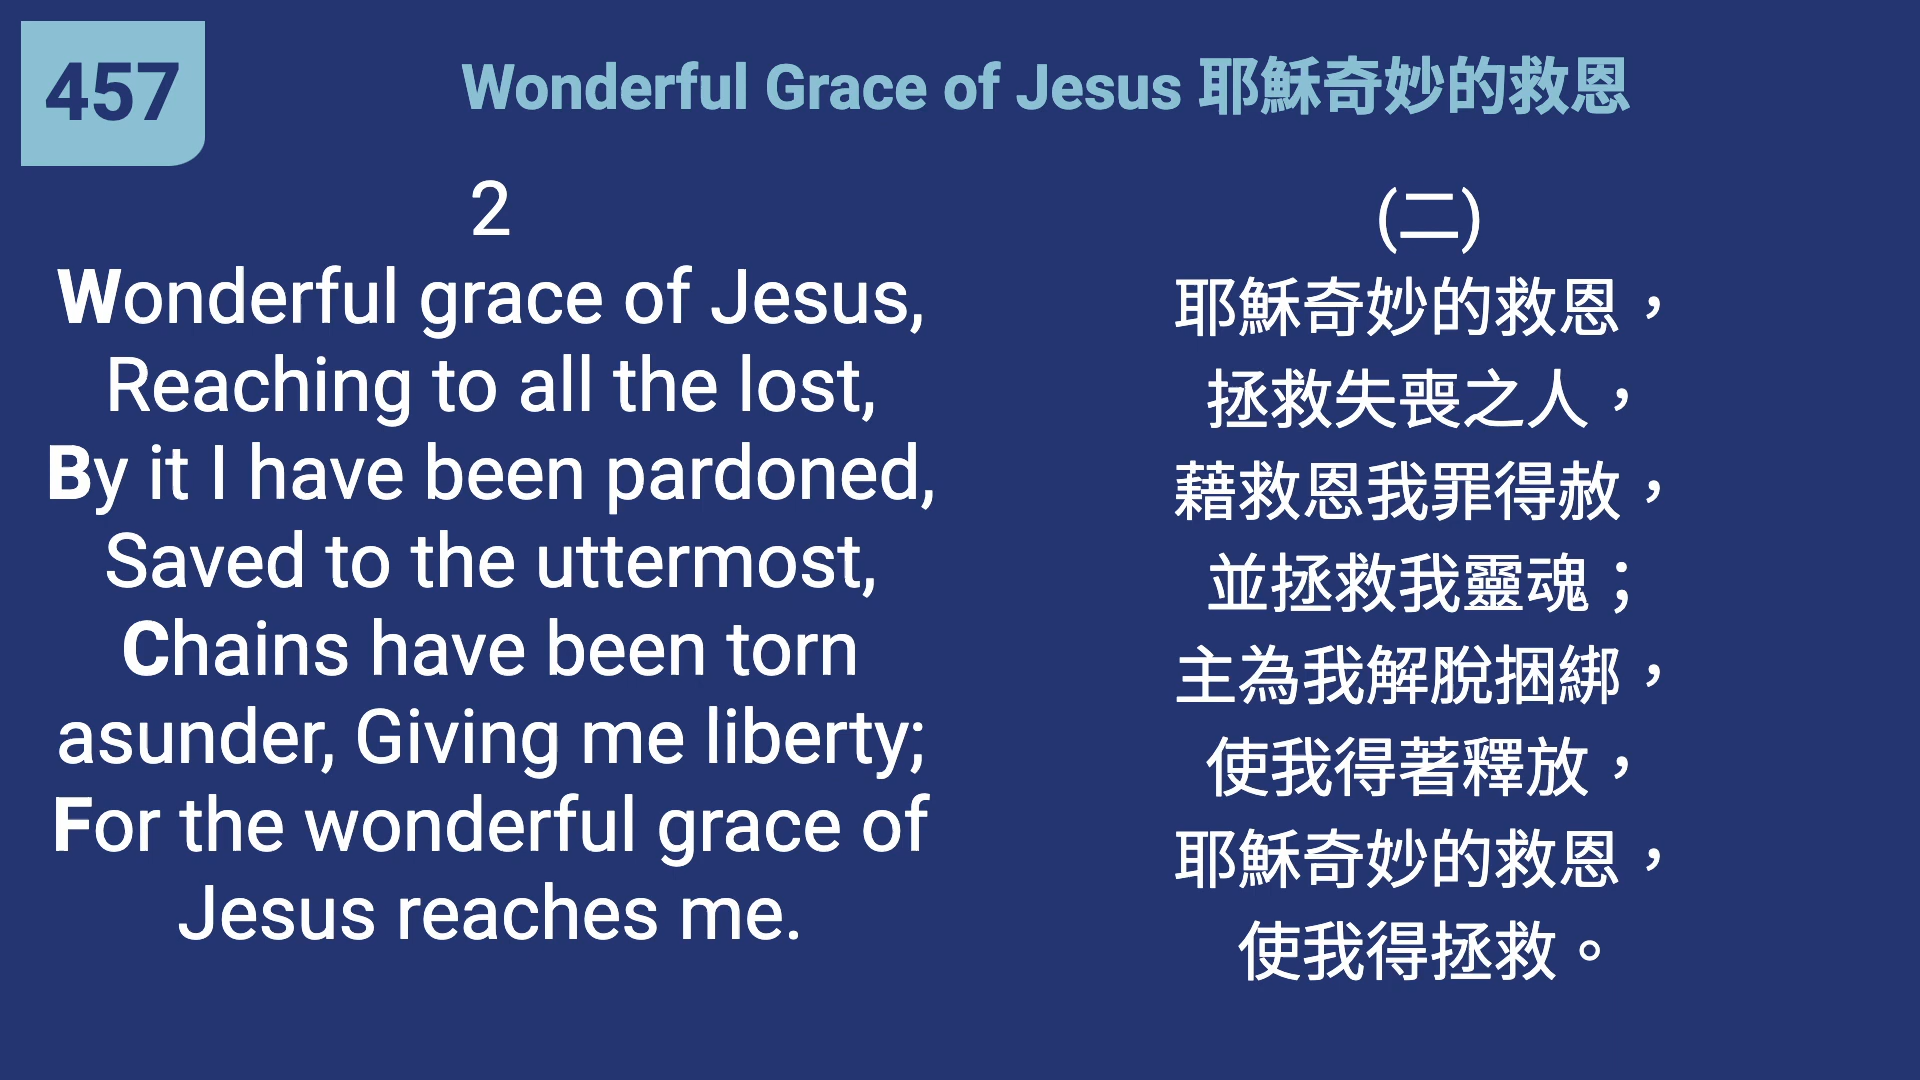 457
Wonderful Grace of Jesus 耶穌奇妙的救恩
2
Wonderful grace of Jesus,
Reaching to all the lost,
By it I have been pardoned,
Saved to the uttermost,
Chains have been torn
asunder, Giving me liberty;
For the wonderful grace of
Jesus reaches me.
(二)
耶穌奇妙的救恩，
拯救失喪之人，
藉救恩我罪得赦，
並拯救我靈魂；
主為我解脫捆綁，
使我得著釋放，
耶穌奇妙的救恩，
使我得拯救。